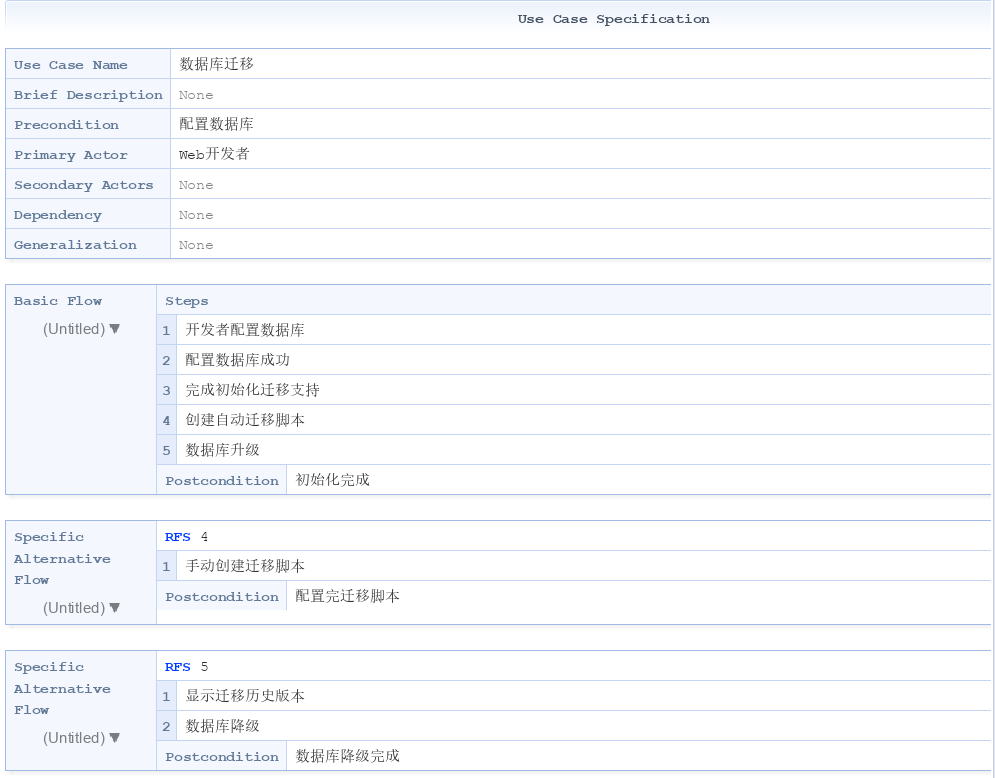 Use Case Specification
Use Case Name 数据库迁移
Brief Description None
Precondition 配置数据库
Primary Actor Web开发者
Secondary Actors None
Dependency None
Generalization None
Basic Flow Steps
(Untitled) ▼
1 开发者配置数据库
2 配置数据库成功
3 完成初始化迁移支持
4 创建自动迁移脚本
5 数据库升级
Postcondition 初始化完成
Specific Alternative Flow
(Untitled) ▼
RFS 4
1 手动创建迁移脚本
Postcondition 配置完迁移脚本
Specific Alternative Flow
(Untitled) ▼
RFS 5
1 显示迁移历史版本
2 数据库降级
Postcondition 数据库降级完成